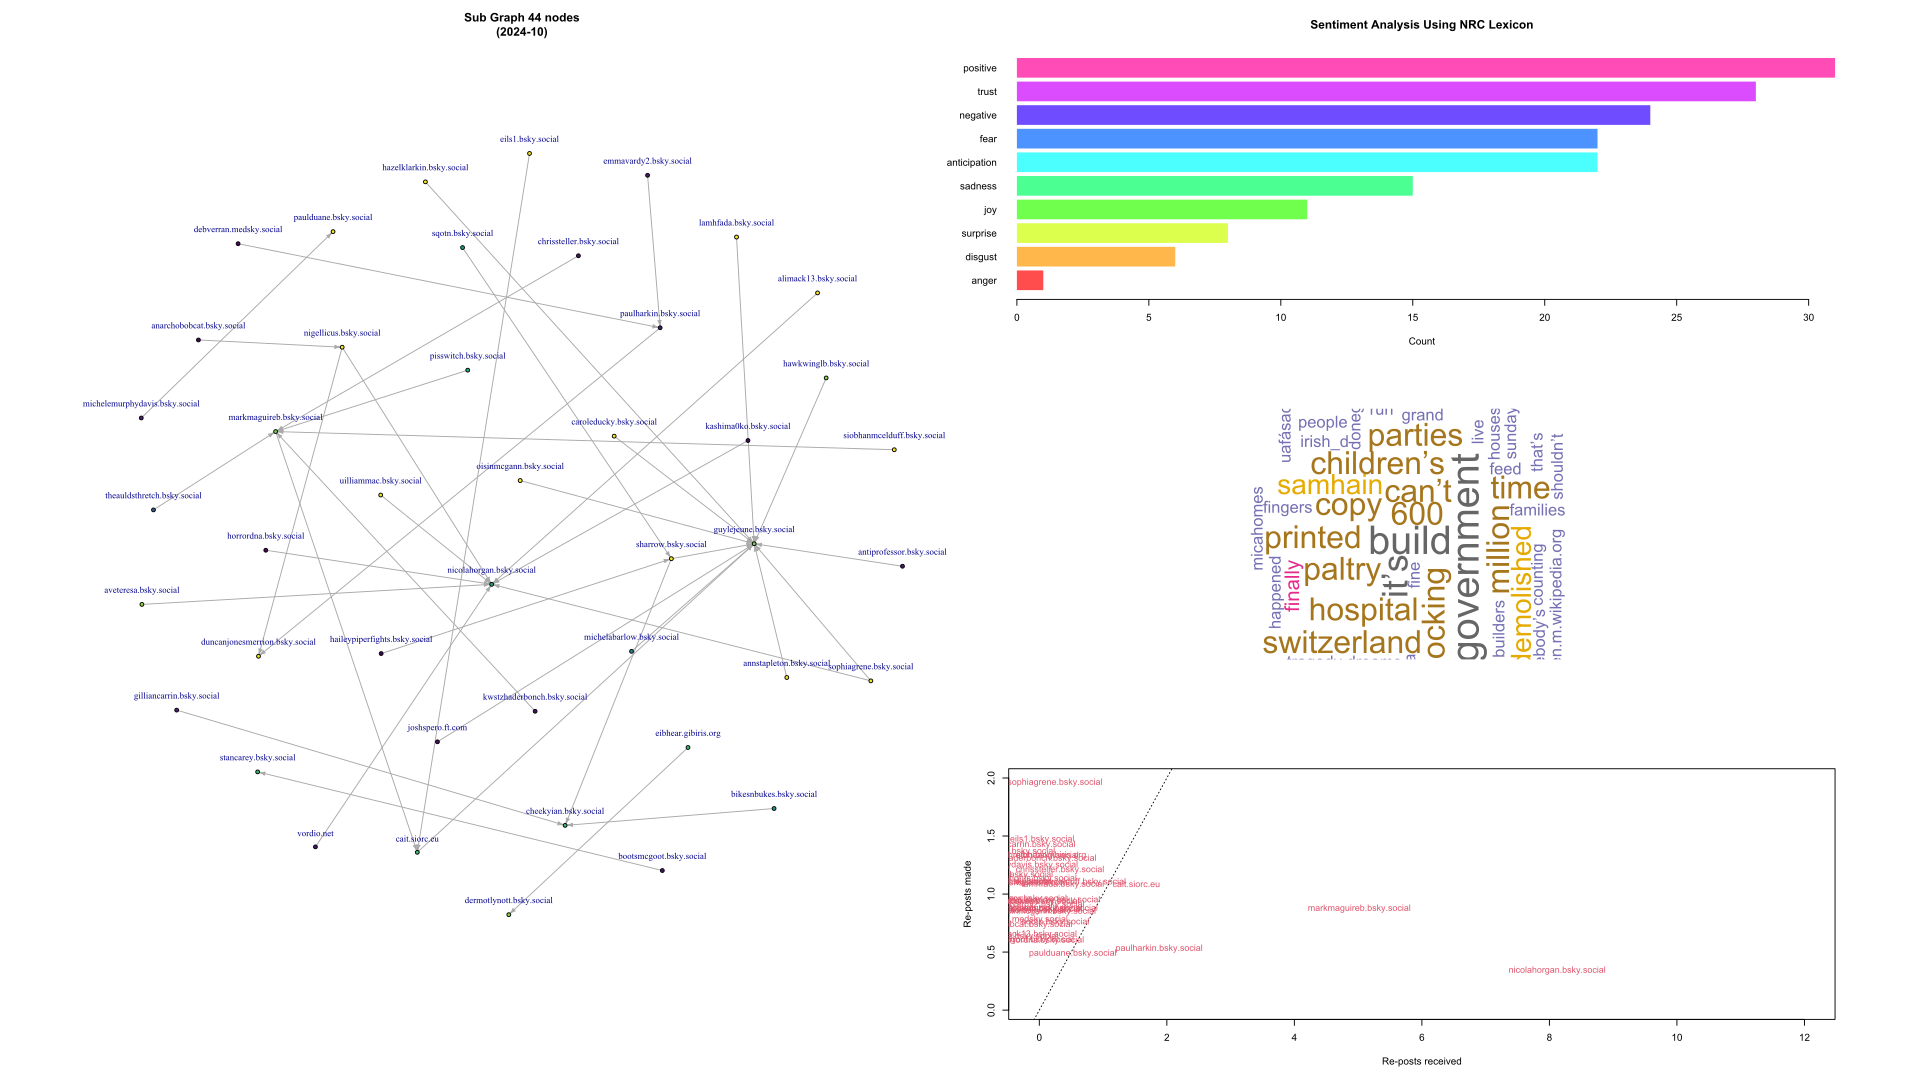 Sub Graph 44 nodes
(2024-10)
eils1.bsky.social
emmavardy2.bsky.social
hazelklarkin.bsky.social
paulduane.bsky.social
lamhfada.bsky.social
debverran.medsky.social
sqotn.bsky.social
chrissteller.bsky.social
alimack13.bsky.social
paulharkin.bsky.social
anarchobobcat.bsky.social
nigellicus.bsky.social
pisswitch.bsky.social
hawkwinglb.bsky.social
michelemurphydavis.bsky.social
markmaguireb.bsky.social
caroleducky.bsky.social
kashima0ko.bsky.social
siobhanmcelduff.bsky.social
oisinmcgann.bsky.social
uilliammac.bsky.social
theauldsthretch.bsky.social
guylejeune.bsky.social
horrordna.bsky.social
sharrow.bsky.social
antiprofessor.bsky.social
nicolahorgan.bsky.social
aveteresa.bsky.social
duncanjonesmerrion.bsky.social
haileypiperfights.bsky.social
michelabarlow.bsky.social
annstapleton.bsky.social
sophiagrene.bsky.social
gilliancarrin.bsky.social
kwstzhaderbonch.bsky.social
joshspero.ft.com
eibhear.gibiris.org
stancarey.bsky.social
bikesnbukes.bsky.social
cheekyian.bsky.social
vordio.net
cait.siorc.eu
bootsmcgoot.bsky.social
dermotlynott.bsky.social
Sentiment Analysis Using NRC Lexicon
positive
trust
negative
fear
anticipation
sadness
joy
surprise
disgust
anger
0 5 10 15 20 25 30
Count
people
grand
irish_d
parties
live
houses
sunday
that's
shouldn't
children's
feed
samhain
can't
time
fingers
copy
600
families
micahomes
printed
build
government
million
demolished
counting
en.m.wikipedia.org
happened
finally
paltry
it's
fine
hospital
ocking
builders
ebody's
switzerland
2.0
1.5
1.0
0.5
0.0
Re-posts made
sophiagrene.bsky.social
eils1.bsky.social
chrissteller.bsky.social
cait.siorc.eu
markmaguireb.bsky.social
paulharkin.bsky.social
paulduane.bsky.social
nicolahorgan.bsky.social
0 2 4 6 8 10 12
Re-posts received